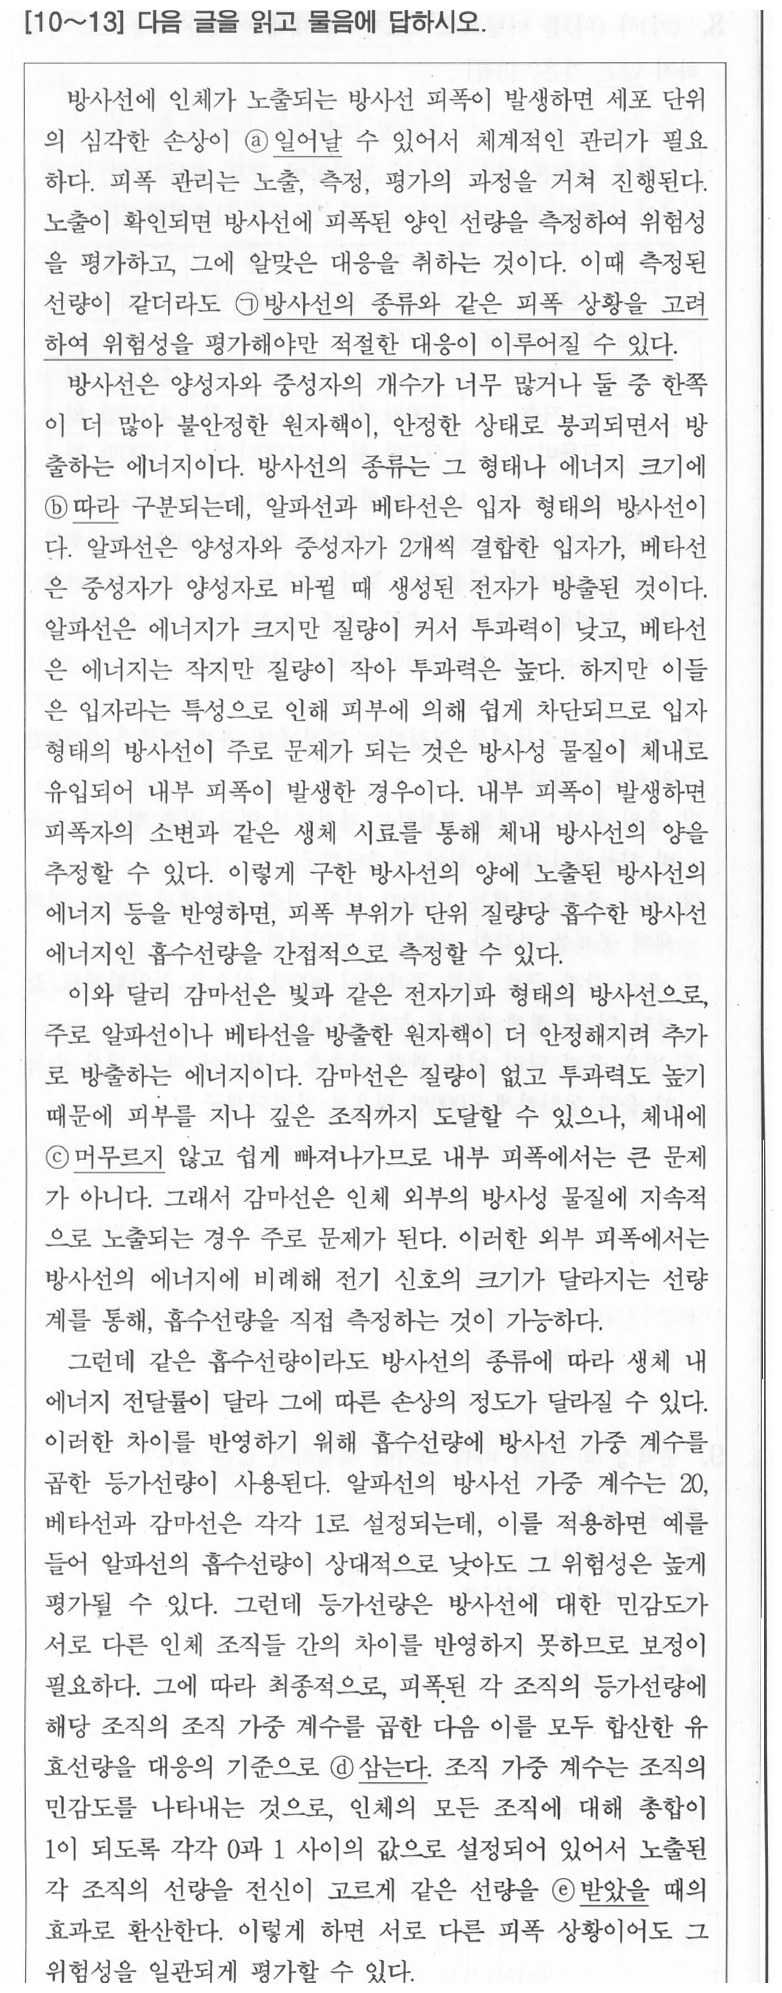 [10～13] 다음 글을 읽고 물음에 답하시오.
방사선에 인체가 노출되는 방사선 피폭이 발생하면 세포 단위
의 심각한 손상이 ⓐ일어날 수 있어서 체계적인 관리가 필요
하다. 피폭 관리는 노출, 측정, 평가의 과정을 거쳐 진행된다.
노출이 확인되면 방사선에 피폭된 양인 선량을 측정하여 위험성
을 평가하고, 그에 알맞은 대응을 취하는 것이다. 이때 측정된
선량이 같더라도 ㉠방사선의 종류와 같은 피폭 상황을 고려
하여 위험성을 평가해야만 적절한 대응이 이루어질 수 있다.
방사선은 양성자와 중성자의 개수가 너무 많거나 둘 중 한쪽
이 더 많아 불안정한 원자핵이, 안정한 상태로 붕괴되면서 방
출하는 에너지이다. 방사선의 종류는 그 형태나 에너지 크기에
ⓑ따라 구분되는데, 알파선과 베타선은 입자 형태의 방사선이
다. 알파선은 양성자와 중성자가 2개씩 결합한 입자가, 베타선
은 중성자가 양성자로 바뀔 때 생성된 전자가 방출된 것이다.
알파선은 에너지가 크지만 질량이 커서 투과력이 낮고, 베타선
은 에너지는 작지만 질량이 작아 투과력은 높다. 하지만 이들
은 입자라는 특성으로 인해 피부에 의해 쉽게 차단되므로 입자
형태의 방사선이 주로 문제가 되는 것은 방사성 물질이 체내로
유입되어 내부 피폭이 발생한 경우이다. 내부 피폭이 발생하면
피폭자의 소변과 같은 생체 시료를 통해 체내 방사선의 양을
추정할 수 있다. 이렇게 구한 방사선의 양에 노출된 방사선의
에너지 등을 반영하면, 피폭 부위가 단위 질량당 흡수한 방사선
에너지인 흡수선량을 간접적으로 측정할 수 있다.
이와 달리 감마선은 빛과 같은 전자기파 형태의 방사선으로,
주로 알파선이나 베타선을 방출한 원자핵이 더 안정해지려 추가
로 방출하는 에너지이다. 감마선은 질량이 없고 투과력도 높기
때문에 피부를 지나 깊은 조직까지 도달할 수 있으나, 체내에
ⓒ머무르지 않고 쉽게 빠져나가므로 내부 피폭에서는 큰 문제
가 아니다. 그래서 감마선은 인체 외부의 방사성 물질에 지속적
으로 노출되는 경우 주로 문제가 된다. 이러한 외부 피폭에서는
방사선의 에너지에 비례해 전기 신호의 크기가 달라지는 선량
계를 통해, 흡수선량을 직접 측정하는 것이 가능하다.
그런데 같은 흡수선량이라도 방사선의 종류에 따라 생체 내
에너지 전달률이 달라 그에 따른 손상의 정도가 달라질 수 있다.
이러한 차이를 반영하기 위해 흡수선량에 방사선 가중 계수를
곱한 등가선량이 사용된다. 알파선의 방사선 가중 계수는 20,
베타선과 감마선은 각각 1로 설정되는데, 이를 적용하면 예를
들어 알파선의 흡수선량이 상대적으로 낮아도 그 위험성은 높게
평가될 수 있다. 그런데 등가선량은 방사선에 대한 민감도가
서로 다른 인체 조직들 간의 차이를 반영하지 못하므로 보정이
필요하다. 그에 따라 최종적으로, 피폭된 각 조직의 등가선량에
해당 조직의 조직 가중 계수를 곱한 다음 이를 모두 합산한 유
효선량을 대응의 기준으로 ⓓ삼는다. 조직 가중 계수는 조직의
민감도를 나타내는 것으로, 인체의 모든 조직에 대해 총합이
1이 되도록 각각 0과 1 사이의 값으로 설정되어 있어서 노출된
각 조직의 선량을 전신이 고르게 같은 선량을 ⓔ받았을 때의
효과로 환산한다. 이렇게 하면 서로 다른 피폭 상황이어도 그
위험성을 일관되게 평가할 수 있다.